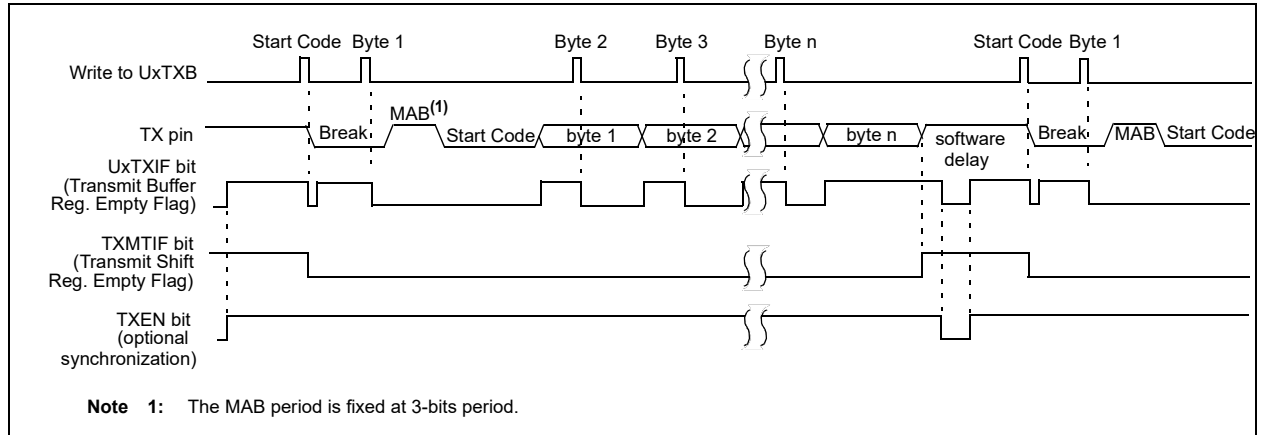 Start Code Byte 1 Byte 2 Byte 3 Byte n Start Code Byte 1
Write to UxTXB
MAB(1)
TX pin Break Start Code byte 1 byte 2 byte n software Break MAB Start Code
delay
UxTXIF bit
(Transmit Buffer
Reg. Empty Flag)
TXMTIF bit
(Transmit Shift
Reg. Empty Flag)
TXEN bit
(optional
synchronization)
Note 1: The MAB period is fixed at 3-bits period.